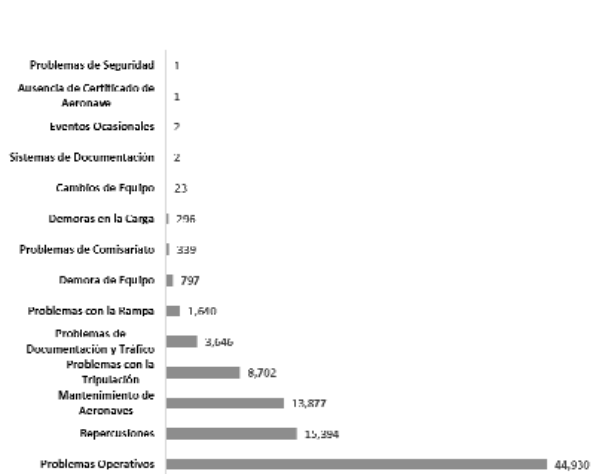 Problemas de Seguridad 1
Ausencia de Certificado de
Aeronave 1
Eventos Ocasionales 2
Sistemas de Documentación 2
Cambios de Equipo 23
Demoras en la Carga 296
Problemas de Comisariato 339
Demora de Equipo 797
Problemas con la Rampa 1,640
Problemas de
Documentación y Tráfico 3,646
Problemas con la
Tripulación 8,702
Mantenimiento de
Aeronaves 13,877
Repercusiones 15,394
Problemas Operativos 44,930